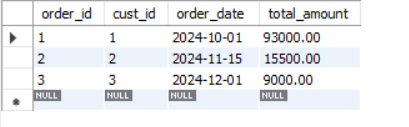 order_id cust_id order_date total_amount
1 1 2024-10-01 93000.00
2 2 2024-11-15 15500.00
3 3 2024-12-01 9000.00
NULL NULL NULL NULL